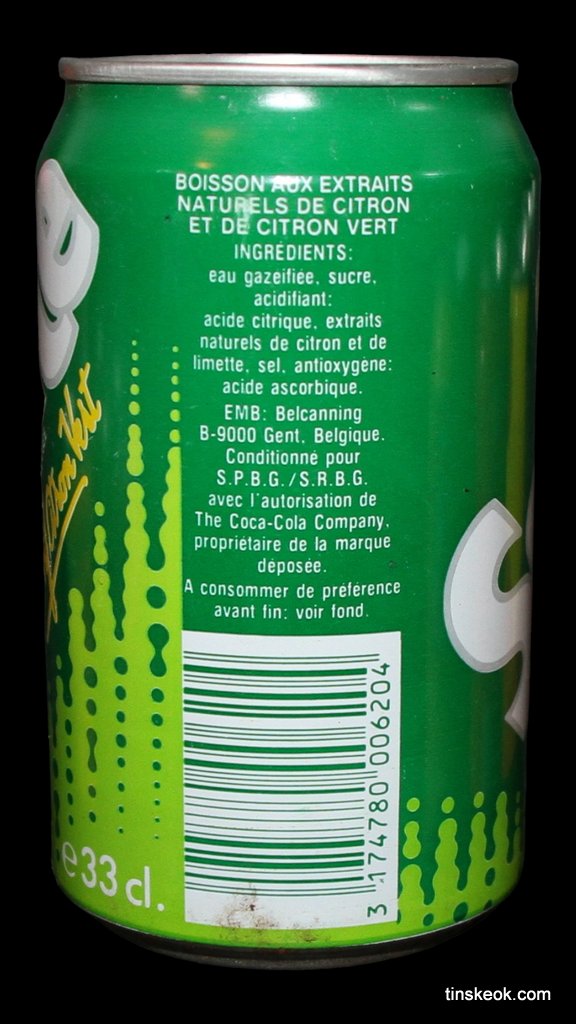 BOISSON AUX EXTRAITS
NATURELS DE CITRON
ET DE CITRON VERT
INGRÉDIENTS:
eau gazéifiée, sucre,
acidifiant:
acide citrique, extraits
naturels de citron et de
limette, sel, antioxygène:
acide ascorbique.
EMB: Belcanning
B-9000 Gent, Belgique.
Conditionné pour
S.P.B.G./S.R.B.G.
avec l'autorisation de
The Coca-Cola Company,
propriétaire de la marque
déposée.
A consommer de préférence
avant fin: voir fond.
3 174780 006204
e 33 cl.
e
Vert
S
tinskeok.com